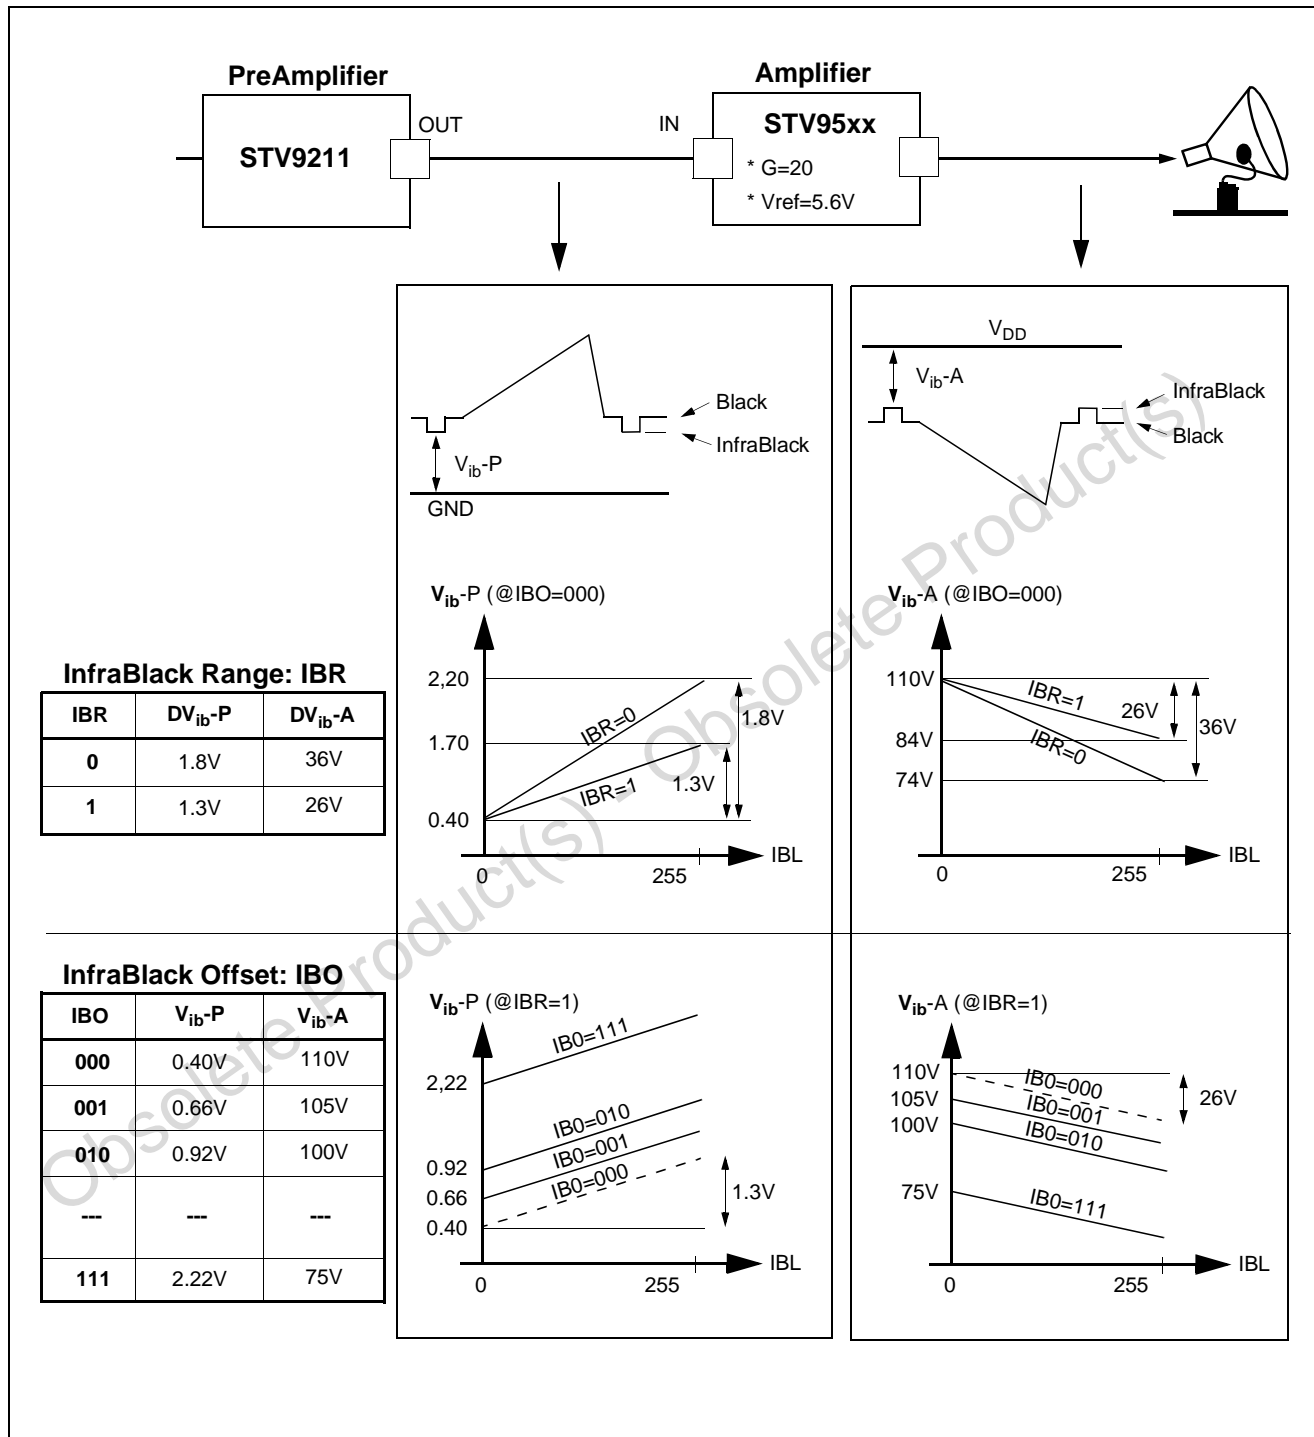 PreAmplifier
STV9211
OUT
IN
Amplifier
STV95xx
* G=20
* Vref=5.6V
Black
InfraBlack
Vib-P
GND
VDD
Vib-A
InfraBlack
Black
InfraBlack Range: IBR
IBR DVib-P DVib-A
0 1.8V 36V
1 1.3V 26V
Vib-P (@IBO=000)
2,20
1.70
0.40
IBR=0
IBR=1
1.8V
1.3V
0 255 IBL
Vib-A (@IBO=000)
110V
84V
74V
IBR=1
IBR=0
26V
36V
0 255 IBL
InfraBlack Offset: IBO
IBO Vib-P Vib-A
000 0.40V 110V
001 0.66V 105V
010 0.92V 100V
--- --- ---
111 2.22V 75V
Vib-P (@IBR=1)
2,22
0.92
0.66
0.40
IB0=111
IB0=010
IB0=001
IB0=000
1.3V
0 255 IBL
Vib-A (@IBR=1)
110V
105V
100V
75V
IB0=000
IB0=001
IB0=010
IB0=111
26V
0 255 IBL
Obsolete Product(s) - Obsolete Product(s)